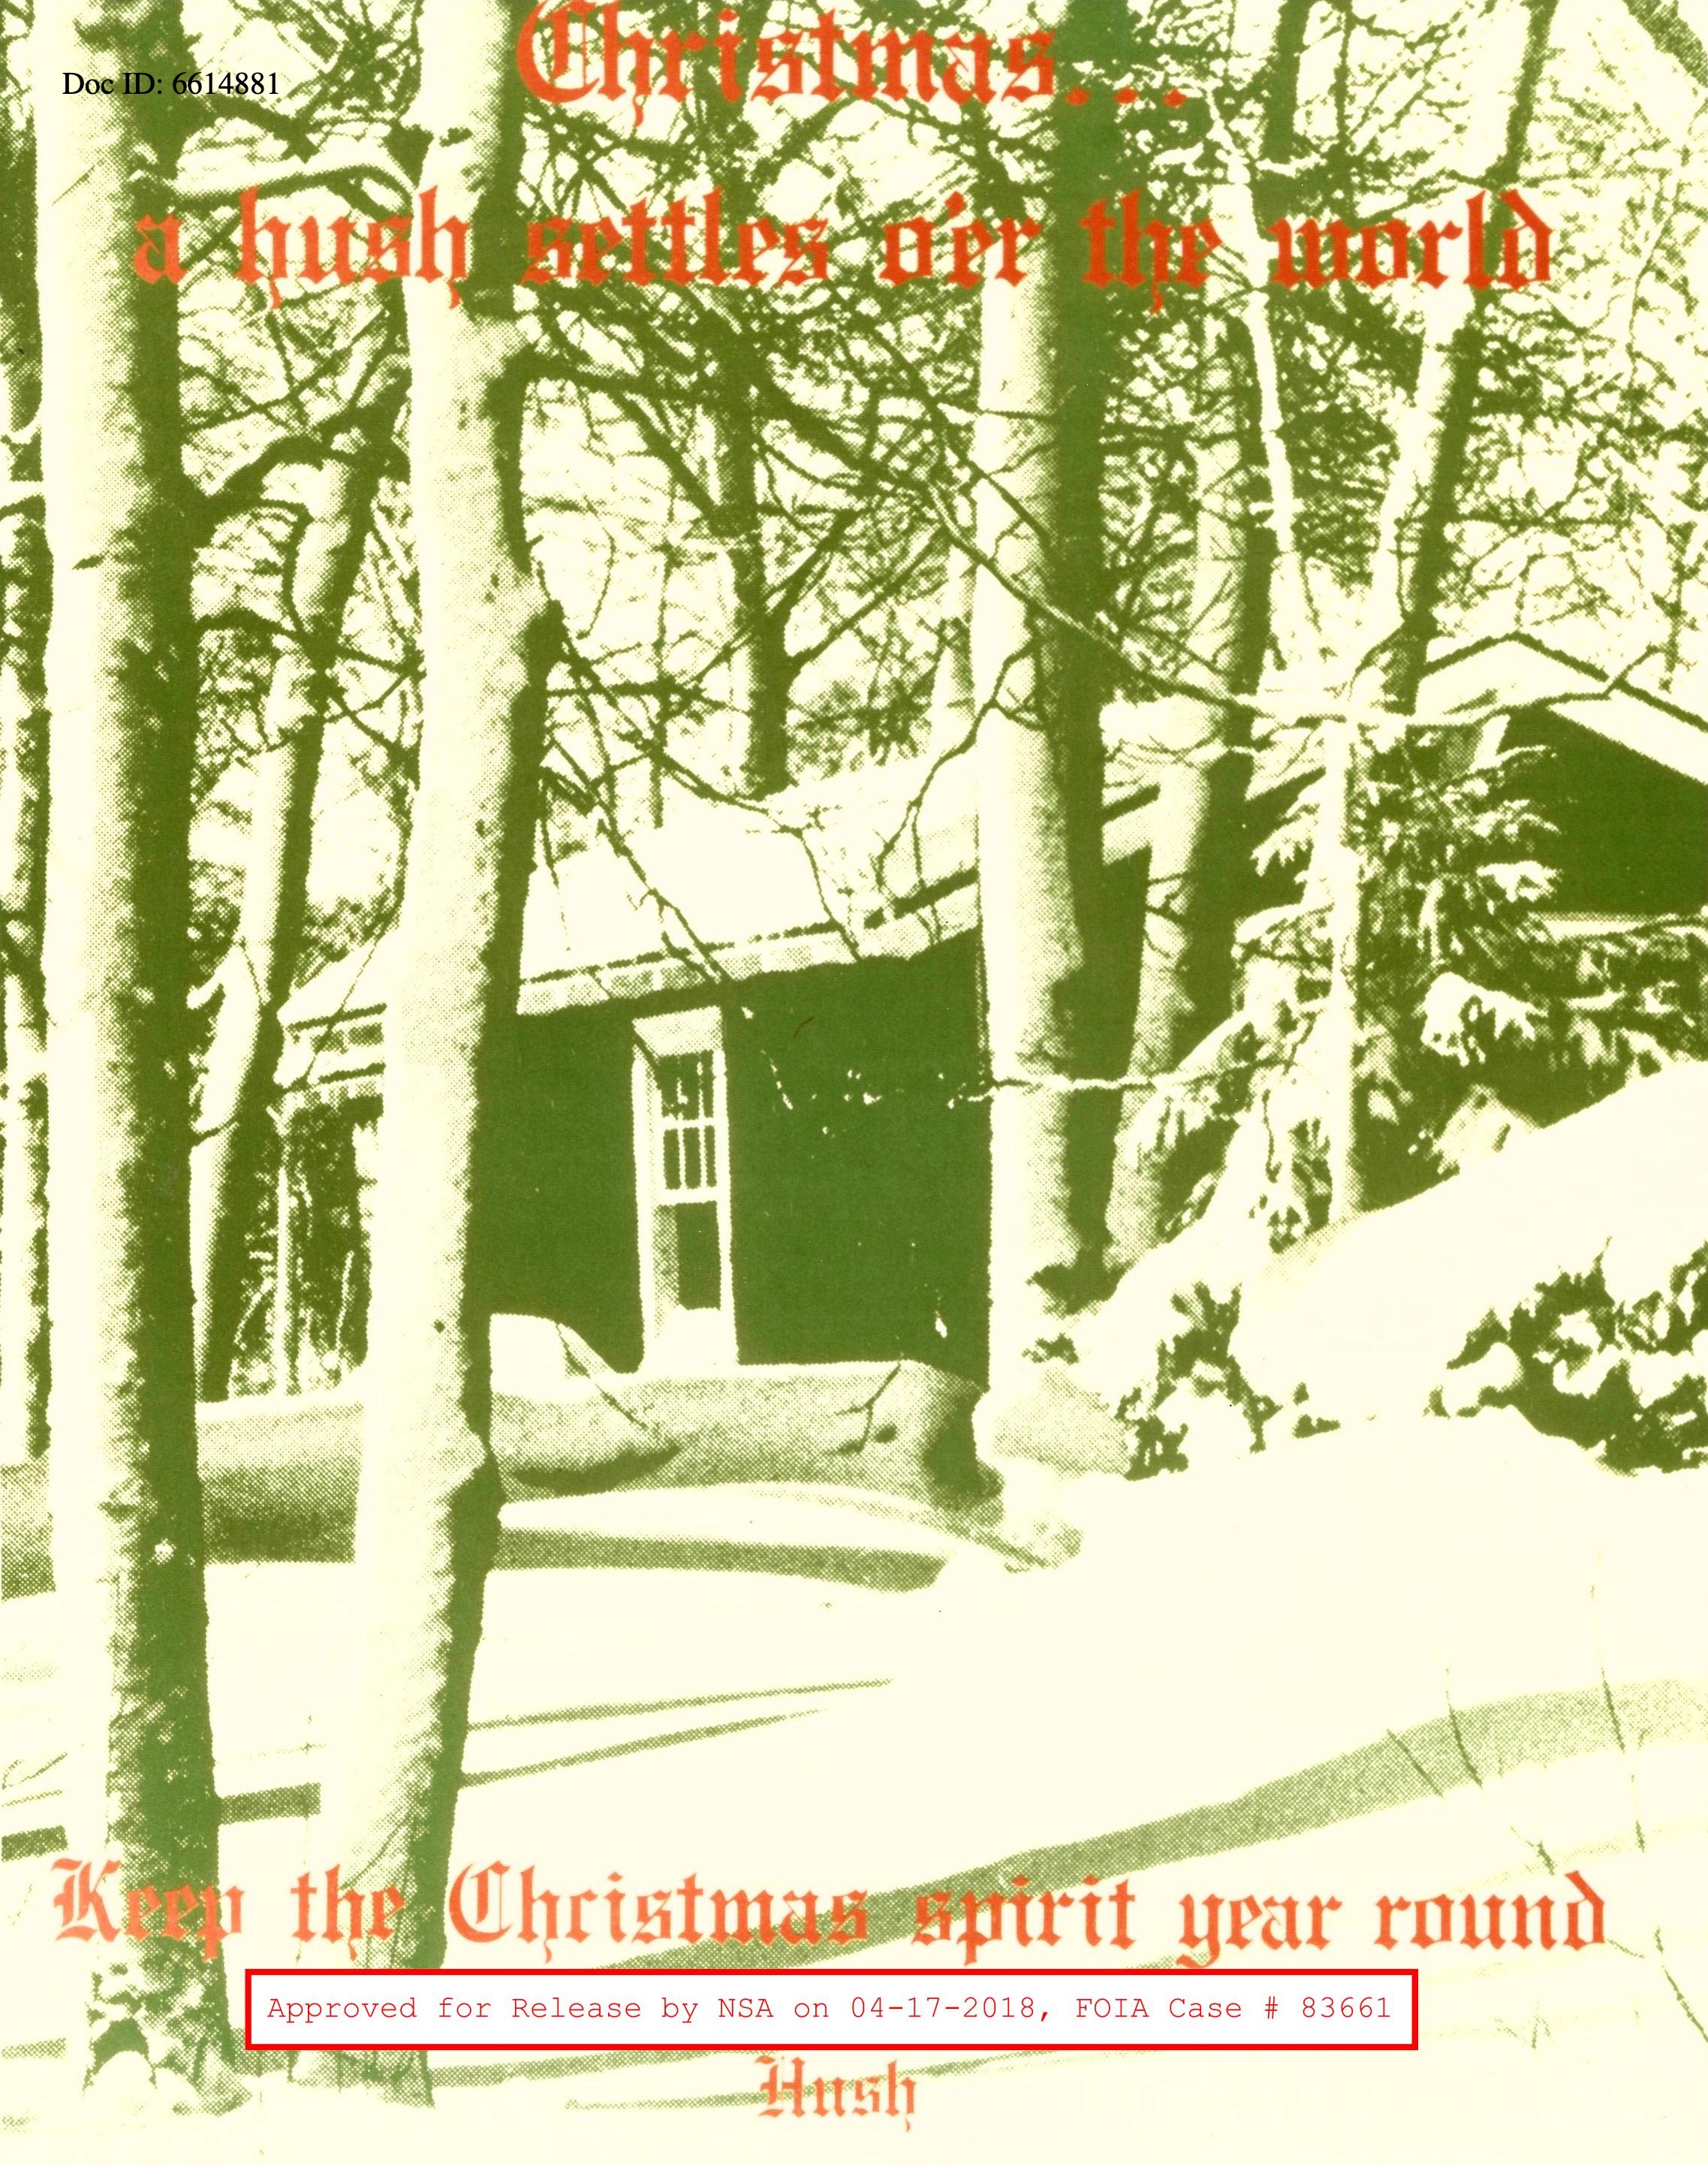 Christmas...
Doc ID: 6614881
a hush settles o'er the world
Keep the Christmas spirit year round
Approved for Release by NSA on 04-17-2018, FOIA Case # 83661
Hush